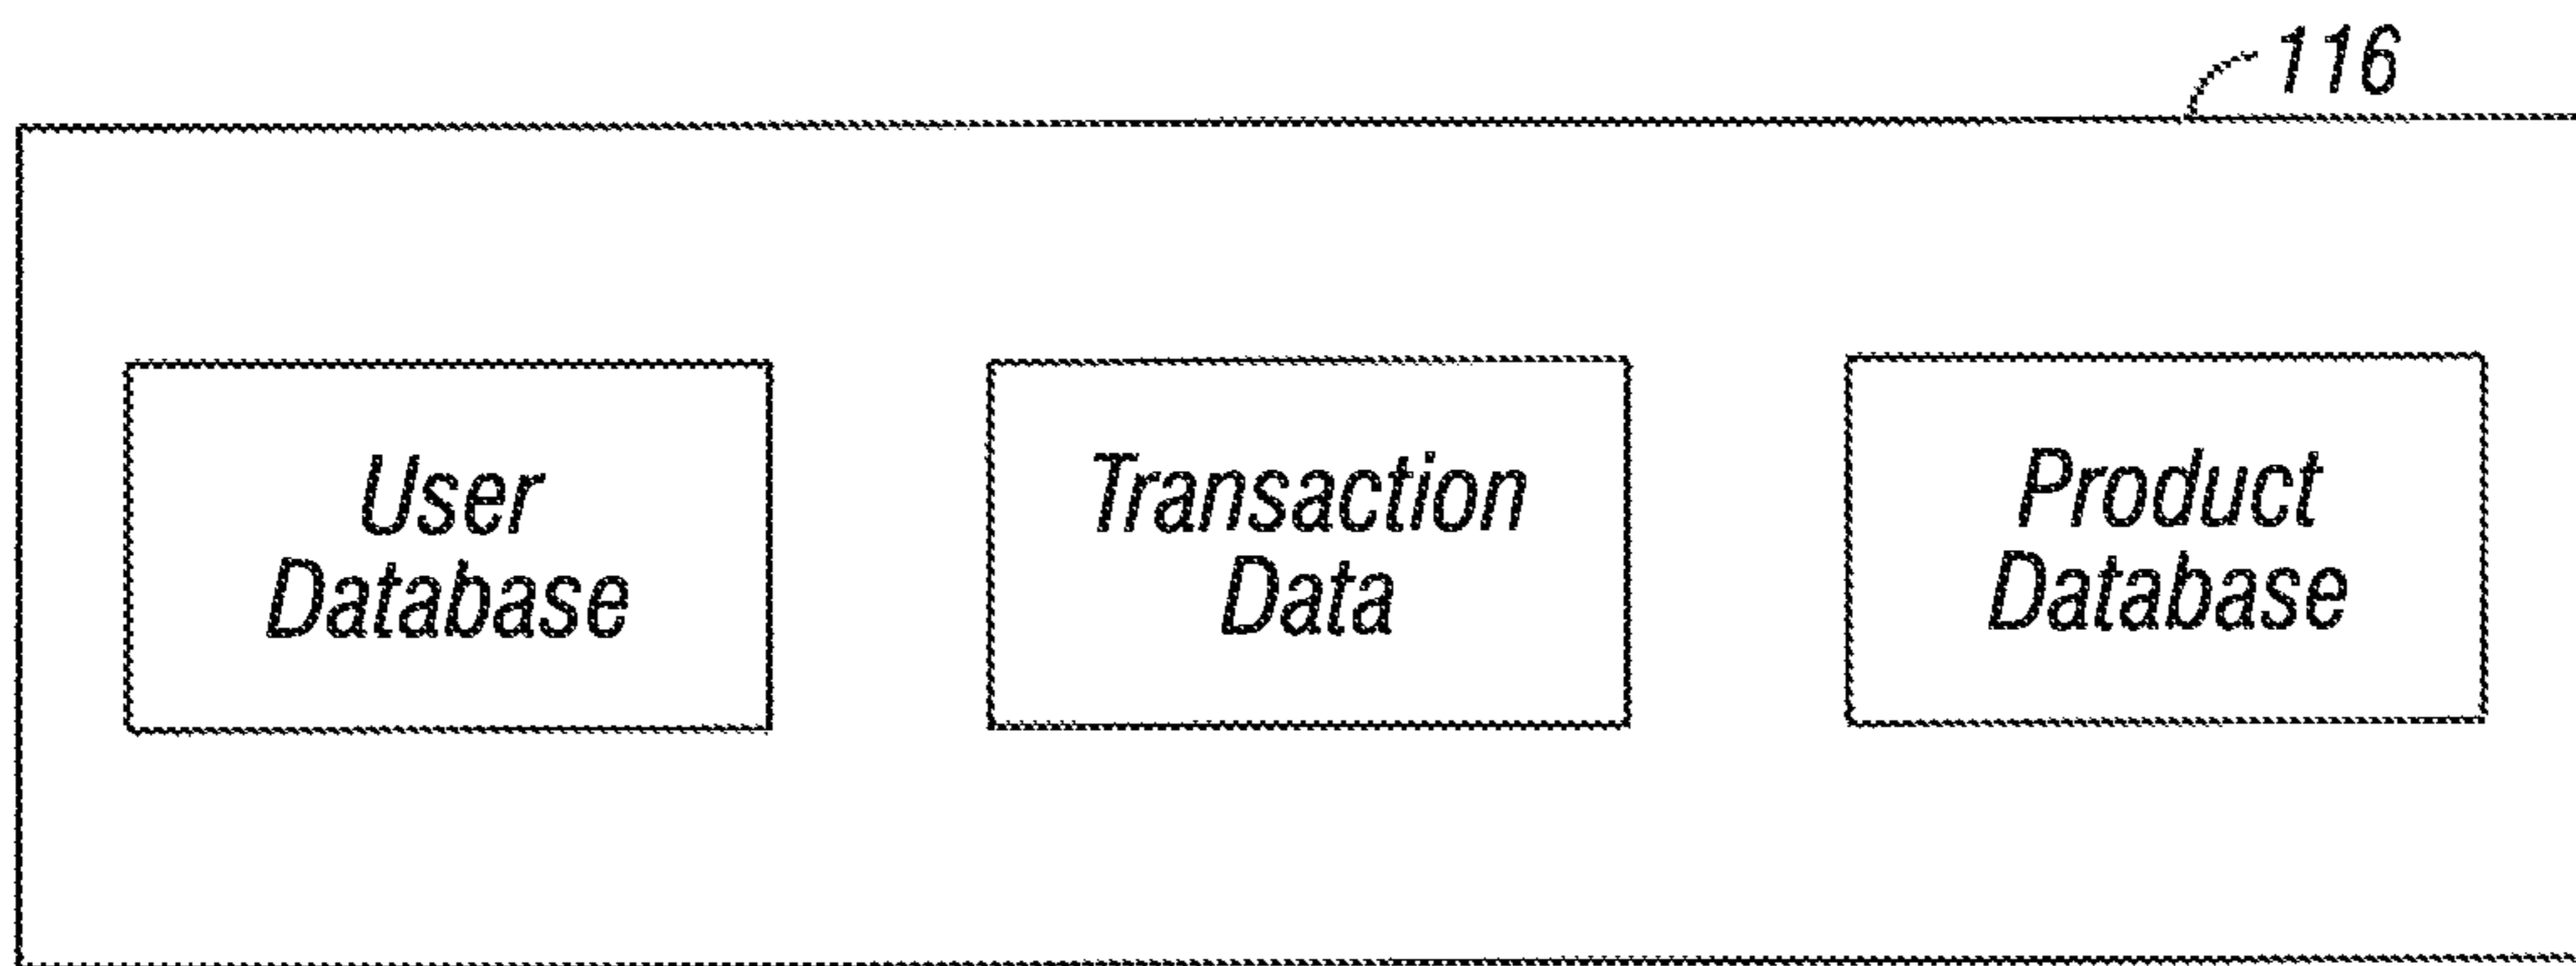 116
User
Database
Transaction
Data
Product
Database